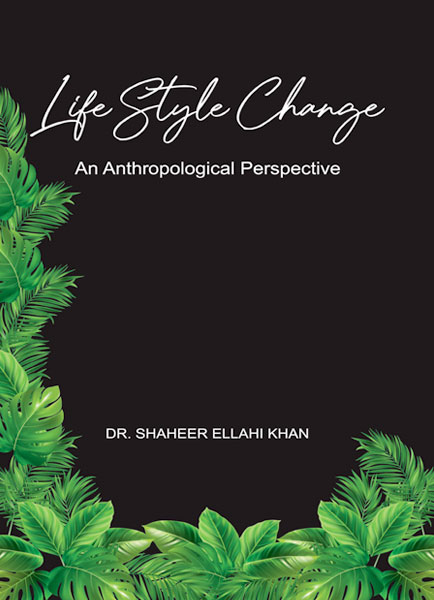 Life Style Change
An Anthropological Perspective
DR. SHAHEER ELLAHI KHAN